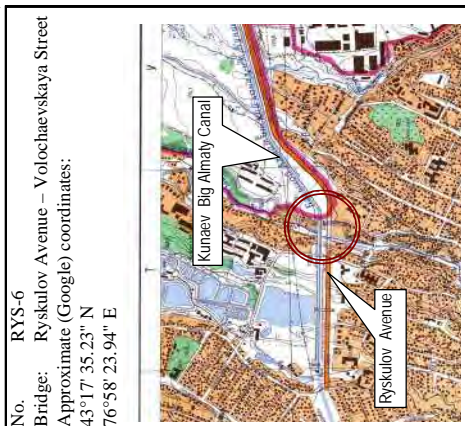 No. RYS-6
Bridge: Ryskulov Avenue – Volochaevskaya Street
Approximate (Google) coordinates:
43°17' 35.23" N
76°58' 23.94" E
Kunaev Big Almaty Canal
Ryskulov Avenue